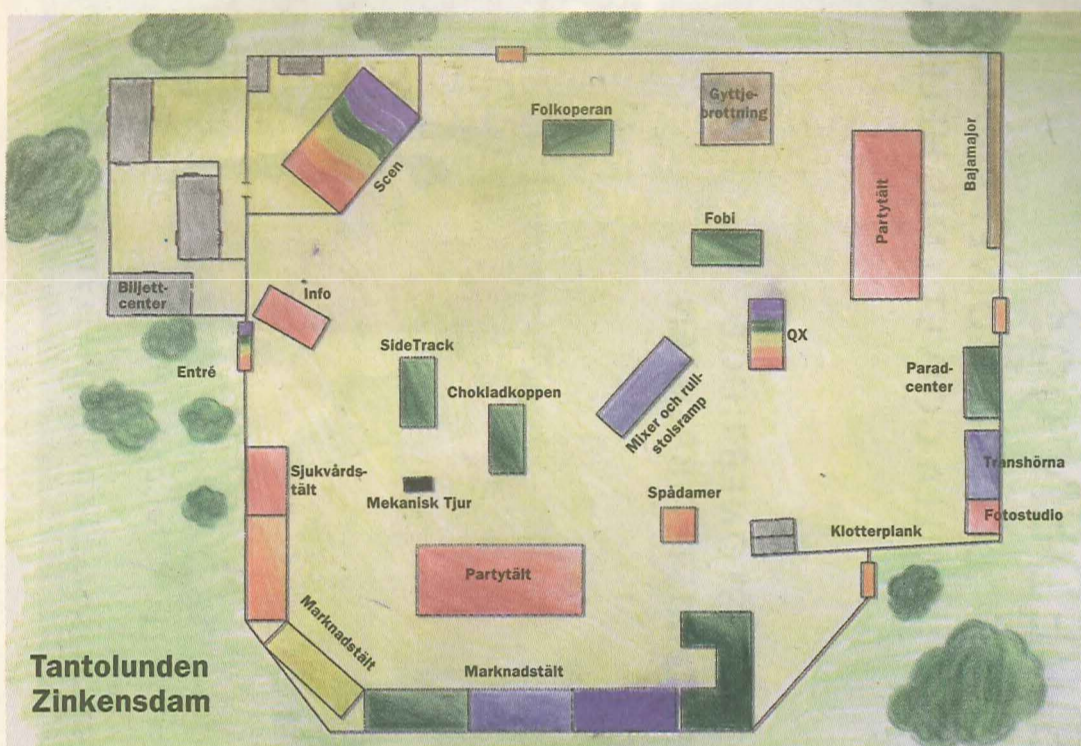 Folkoperan
Gyttje-
brottning
Bajamajor
Scen
Partytält
Fobi
Biljett-
center
Info
QX
Entré
SideTrack
Chokladkoppen
Mixer och rull-
stolsramp
Parad-
center
Transhörna
Sjukvårds-
tält
Mekanisk Tjur
Spådamer
Fotostudio
Klotterplank
Partytält
Marknadstält
Marknadstält
Tantolunden
Zinkensdam